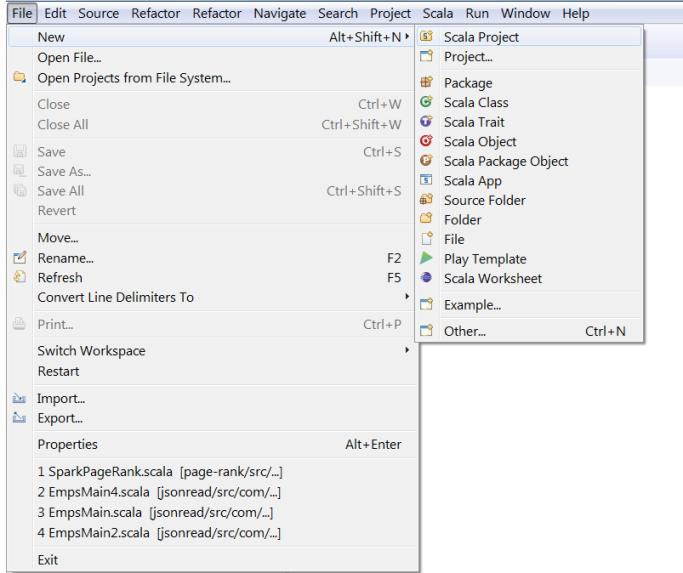 File Edit Source Refactor Refactor Navigate Search Project Scala Run Window Help
New Alt+Shift+N
Open File...
Open Projects from File System...
Close Ctrl+W
Close All Ctrl+Shift+W
Save Ctrl+S
Save As...
Save All Ctrl+Shift+S
Revert
Move...
Rename... F2
Refresh F5
Convert Line Delimiters To
Print... Ctrl+P
Switch Workspace
Restart
Import...
Export...
Properties Alt+Enter
1 SparkPageRank.scala [page-rank/src/...]
2 EmpsMain4.scala [jsonread/src/com/...]
3 EmpsMain.scala [jsonread/src/com/...]
4 EmpsMain2.scala [jsonread/src/com/...]
Exit
Scala Project
Project...
Package
Scala Class
Scala Trait
Scala Object
Scala Package Object
Scala App
Source Folder
Folder
File
Play Template
Scala Worksheet
Example...
Other... Ctrl+N